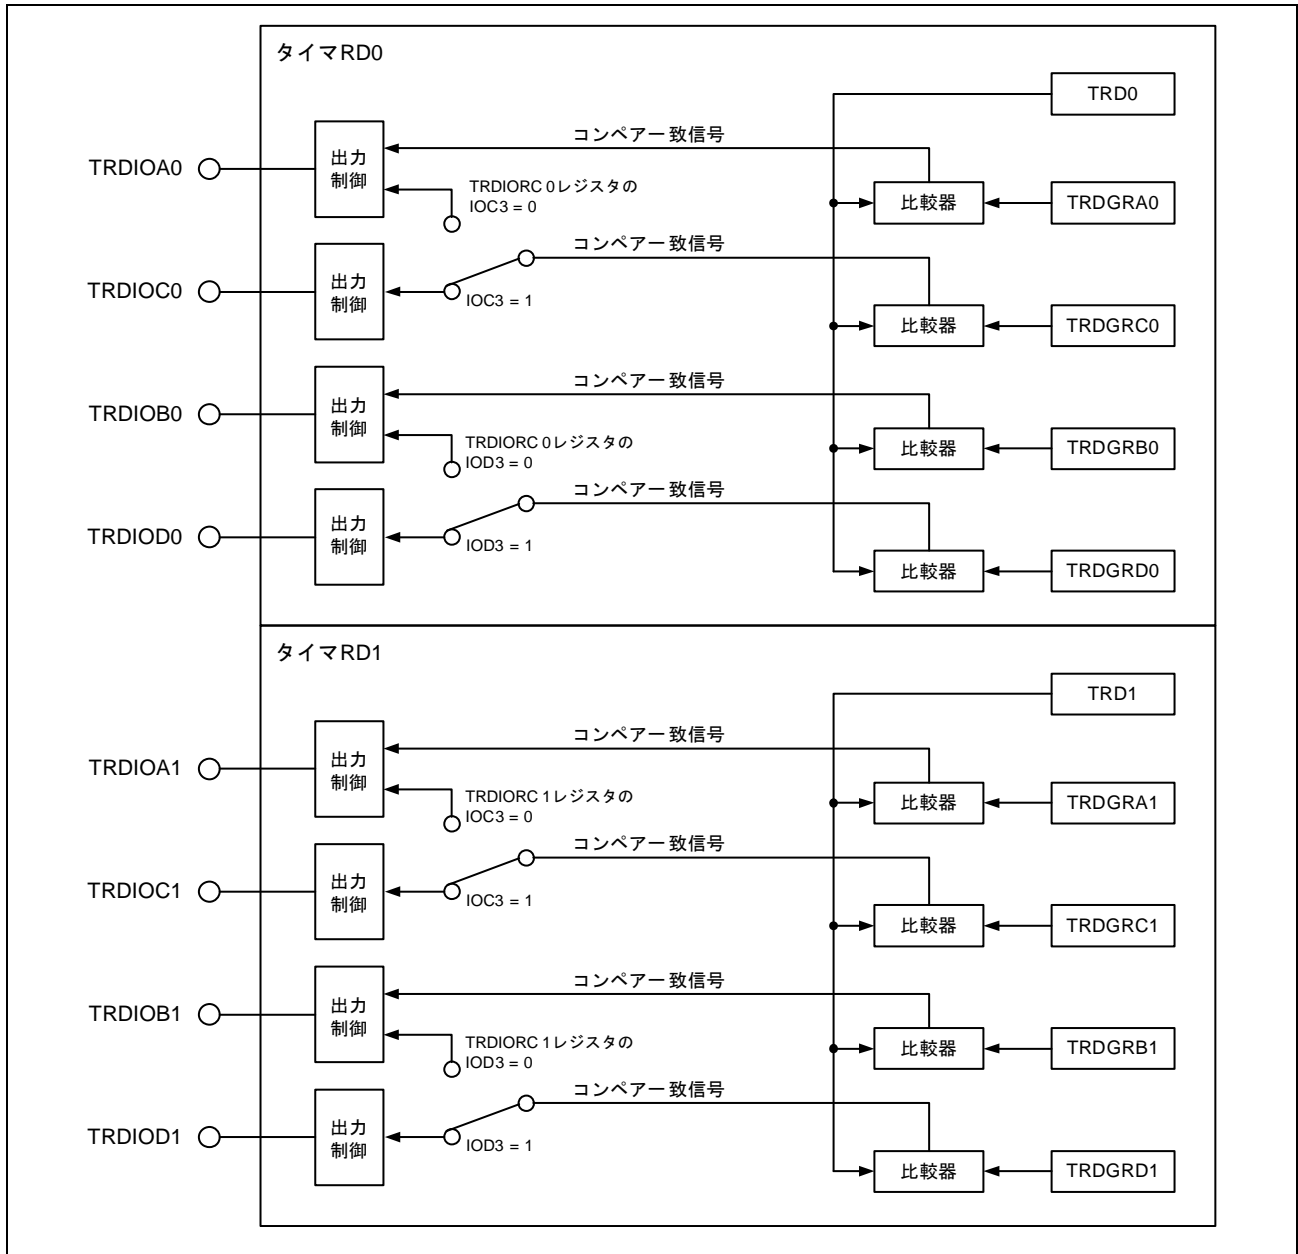 タイマRD0
TRD0
コンペアー致信号
TRDIOA0
出力
制御
TRDIORC 0レジスタの
IOC3 = 0
比較器
TRDGRA0
コンペアー致信号
TRDIOC0
出力
制御
IOC3 = 1
比較器
TRDGRC0
コンペアー致信号
TRDIOB0
出力
制御
TRDIORC 0レジスタの
IOD3 = 0
比較器
TRDGRB0
コンペアー致信号
TRDIOD0
出力
制御
IOD3 = 1
比較器
TRDGRD0
タイマRD1
TRD1
コンペアー致信号
TRDIOA1
出力
制御
TRDIORC 1レジスタの
IOC3 = 0
比較器
TRDGRA1
コンペアー致信号
TRDIOC1
出力
制御
IOC3 = 1
比較器
TRDGRC1
コンペアー致信号
TRDIOB1
出力
制御
TRDIORC 1レジスタの
IOD3 = 0
比較器
TRDGRB1
コンペアー致信号
TRDIOD1
出力
制御
IOD3 = 1
比較器
TRDGRD1